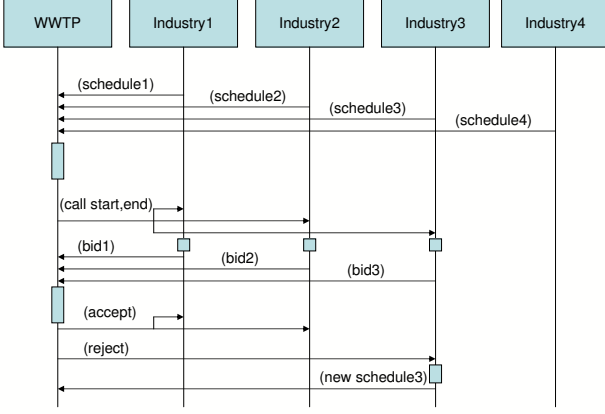 WWTP Industry1 Industry2 Industry3 Industry4
(schedule1)
(schedule2)
(schedule3)
(schedule4)
(call start,end)
(bid1)
(bid2)
(bid3)
(accept)
(reject)
(new schedule3)